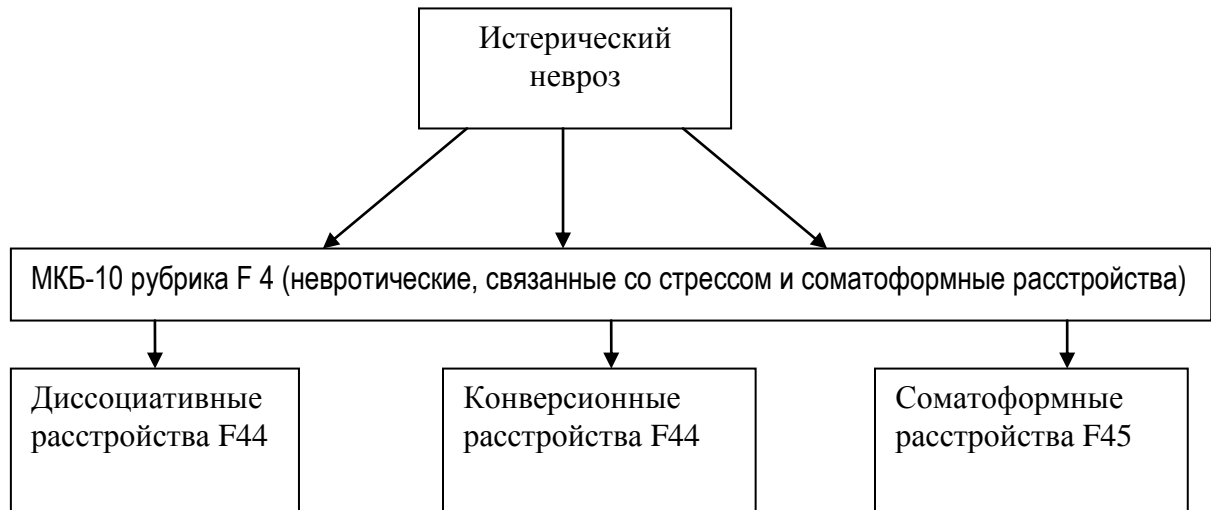 Истерический
невроз
МКБ-10 рубрика F 4 (невротические, связанные со стрессом и соматоформные расстройства)
Диссоциативные
расстройства F44
Конверсионные
расстройства F44
Соматоформные
расстройства F45